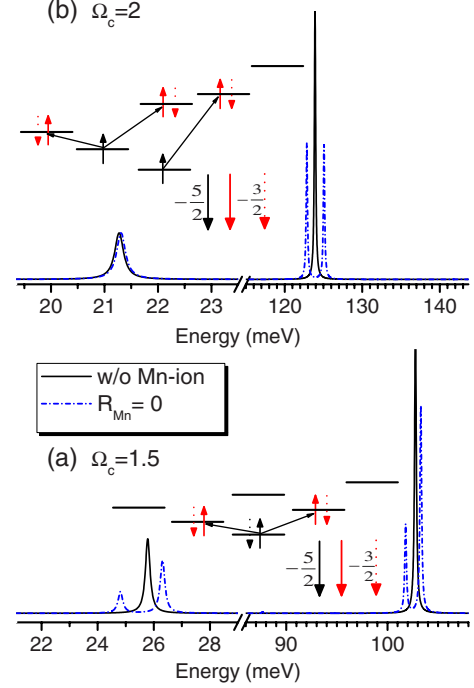 (b) Ω_c=2
-5/2 -3/2
20 21 22 23 120 130 140
Energy (meV)
w/o Mn-ion
R_Mn= 0
(a) Ω_c=1.5
-5/2 -3/2
22 24 26 28 90 100
Energy (meV)